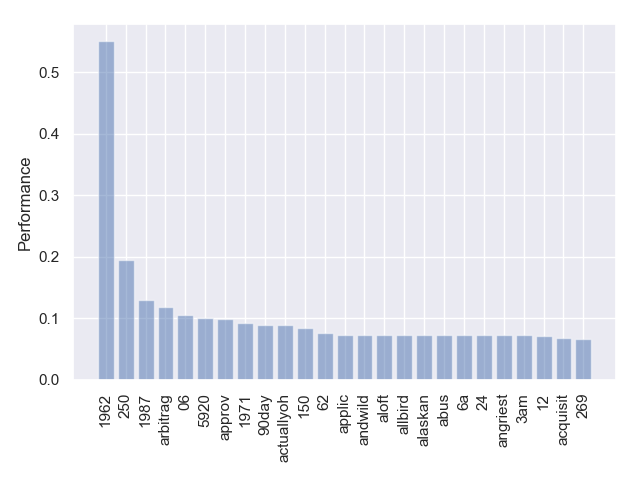 0.5
0.4
0.3
0.2
0.1
0.0
Performance
1962
250
1987
arbitrag
06
5920
approv
1971
90day
actuallyoh
150
62
applic
andwild
aloft
allbird
alaskan
abus
6a
24
angriest
3am
12
acquisit
269